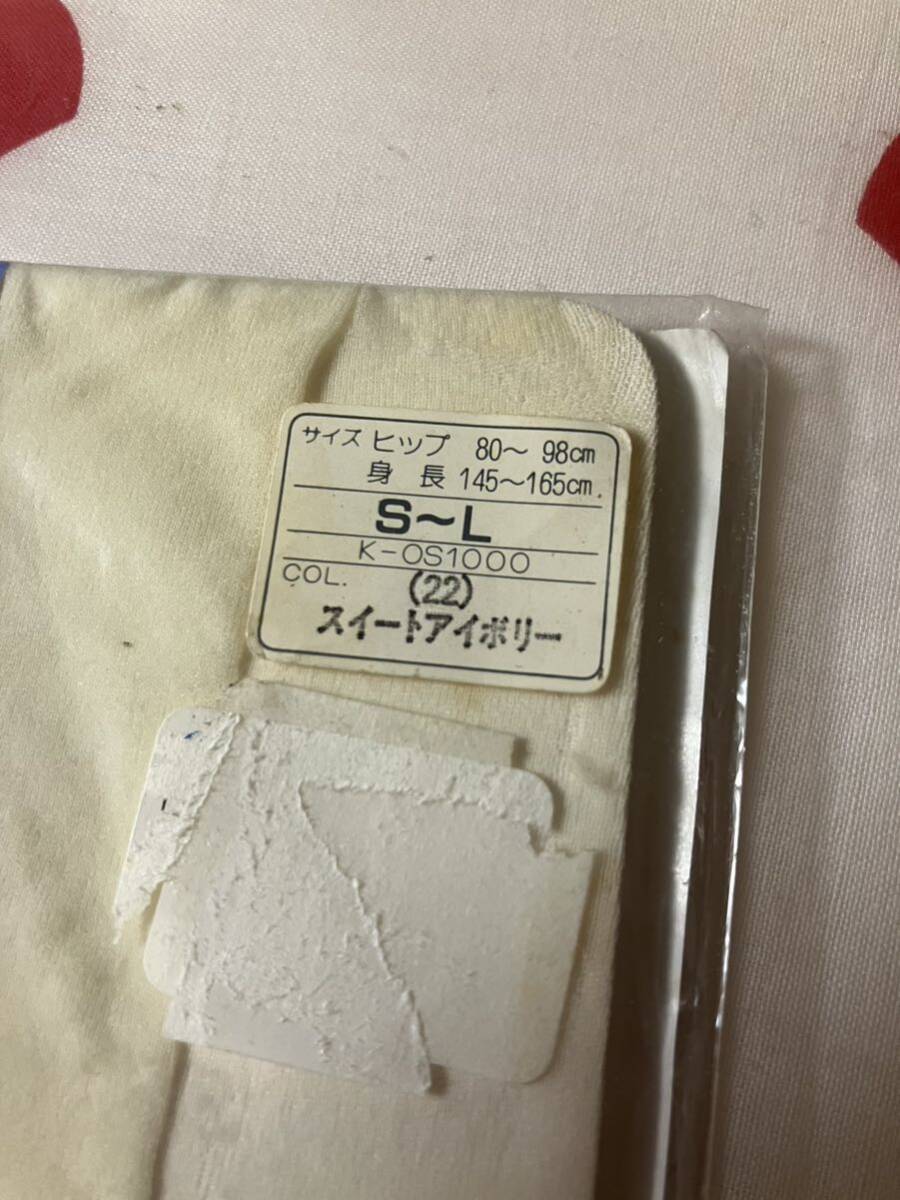 サイズ ヒップ 80〜98cm
身長 145〜165cm.
S〜L
K-OS1000
COL. (22)
スイートアイボリー